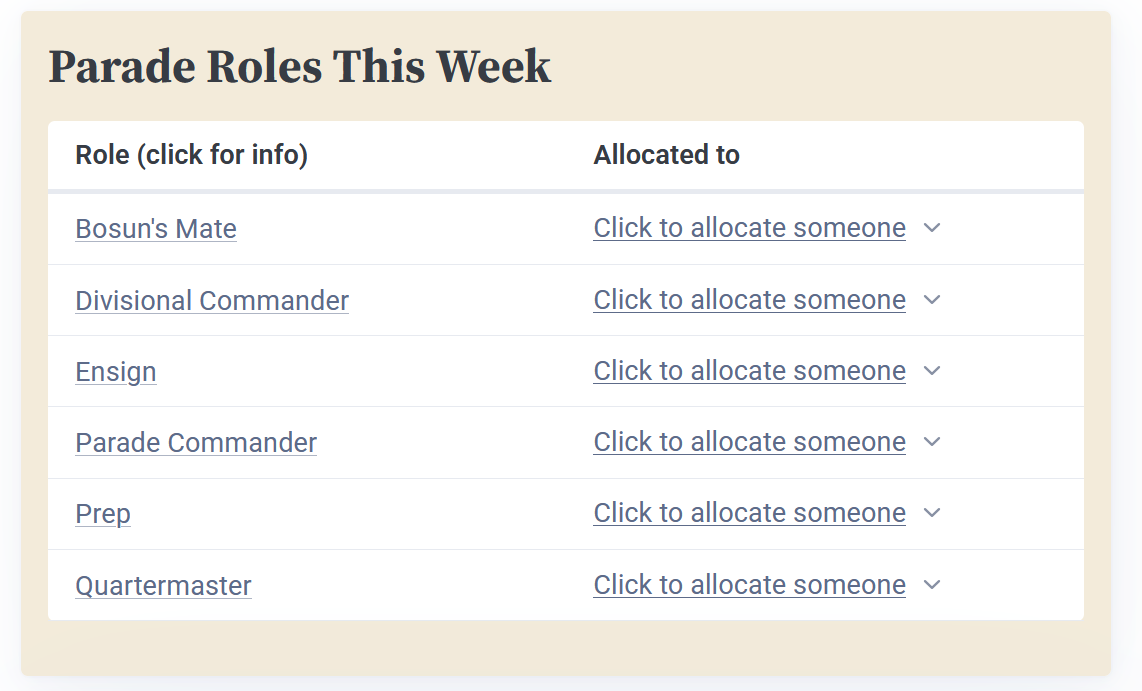 Parade Roles This Week
Role (click for info) Allocated to
Bosun's Mate Click to allocate someone
Divisional Commander Click to allocate someone
Ensign Click to allocate someone
Parade Commander Click to allocate someone
Prep Click to allocate someone
Quartermaster Click to allocate someone